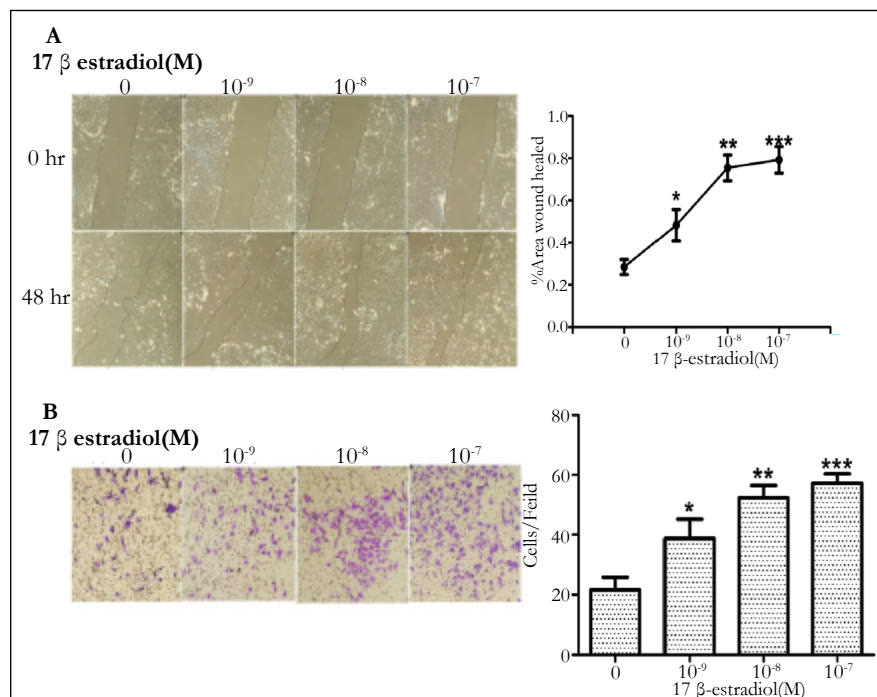 A
17 β estradiol(M)
0 10⁻⁹ 10⁻⁸ 10⁻⁷
0 hr
48 hr
%Area wound healed
1.0
0.8
0.6
0.4
0.2
0.0
* ** ***
0 10⁻⁹ 10⁻⁸ 10⁻⁷
17 β-estradiol(M)
B
17 β estradiol(M)
0 10⁻⁹ 10⁻⁸ 10⁻⁷
Cells/Feild
80
60
40
20
0
* ** ***
0 10⁻⁹ 10⁻⁸ 10⁻⁷
17 β-estradiol(M)